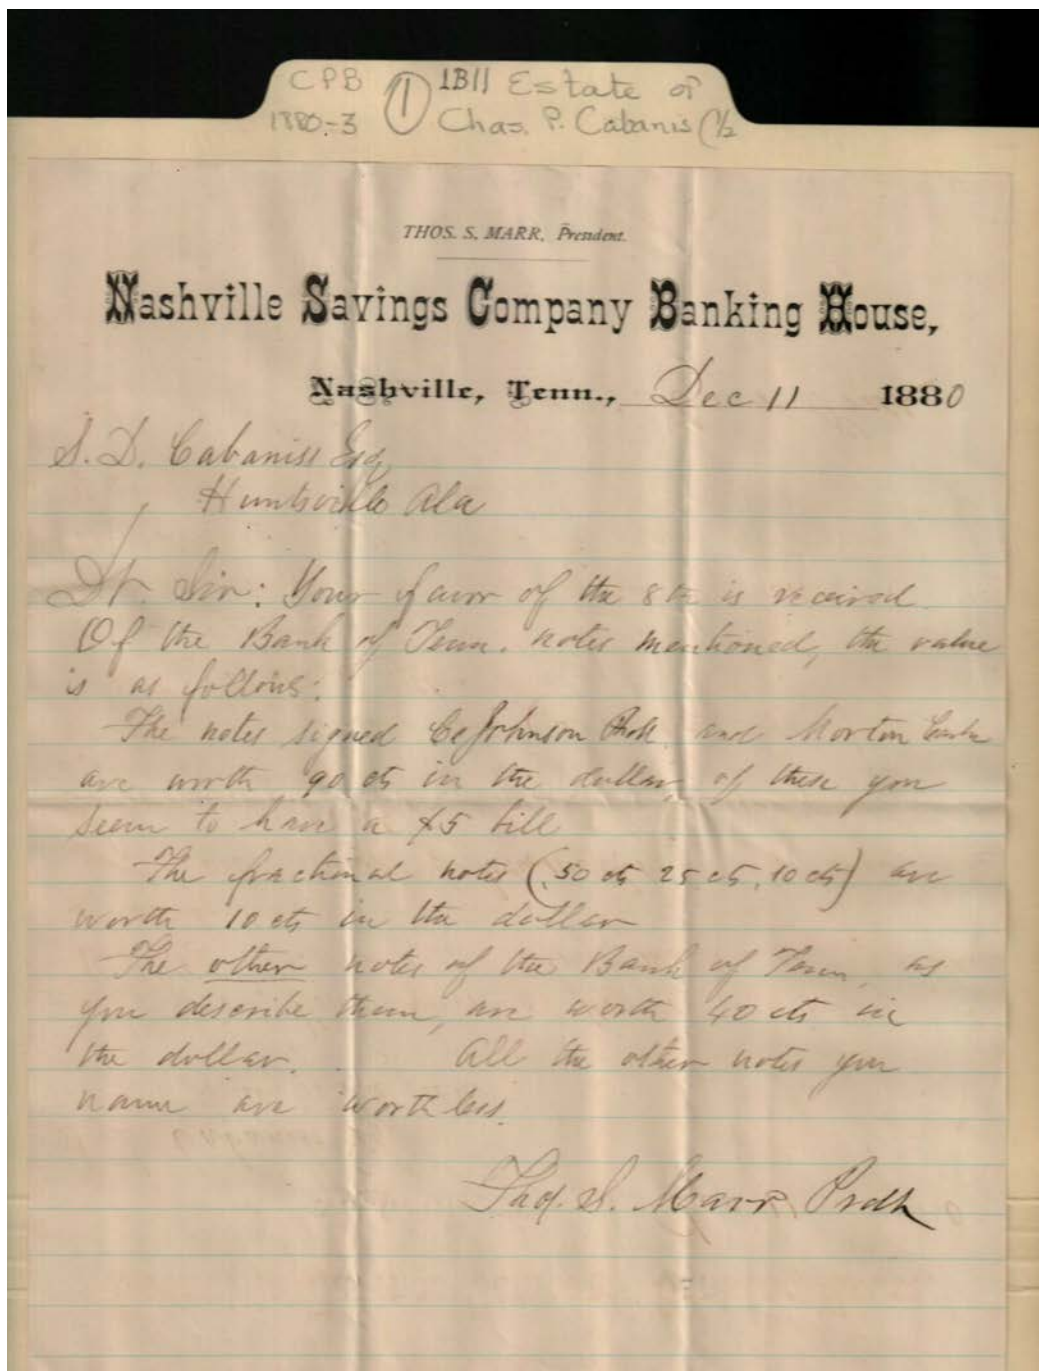 CPB ① 1B11 Estate of
1880-3 Chas. P. Cabanis (1/2
THOS. S. MARR, President.
Nashville Savings Company Banking House,
Nashville, Tenn., Dec 11 1880
S. D. Cabaniss Esq
Huntsville Ala
Dr. Sir: Your favor of the 8th is received.
Of the Bank of Tenn. notes mentioned, the value
is as follows:
The notes signed Johnson and Morton Cash
are worth 90 cts in the dollar, of these you
seem to have a $5 bill
The fractional notes (.50 cts 25 cts, 10 cts) are
worth 10 cts in the dollar
The other notes of the Bank of Tenn, as
you describe them, are worth 40 cts in
the dollar. All the other notes you
name are worthless.
Thos. S. Marr, Presdt